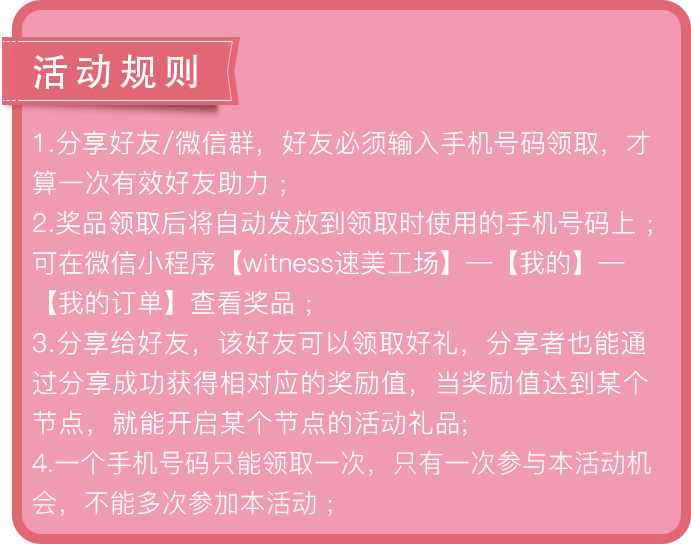 活动规则
1.分享好友/微信群，好友必须输入手机号码领取，才
算一次有效好友助力；
2.奖品领取后将自动发放到领取时使用的手机号码上；
可在微信小程序【witness速美工场】—【我的】—
【我的订单】查看奖品；
3.分享给好友，该好友可以领取好礼，分享者也能通
过分享成功获得相对应的奖励值，当奖励值达到某个
节点，就能开启某个节点的活动礼品;
4.一个手机号码只能领取一次，只有一次参与本活动机
会，不能多次参加本活动；